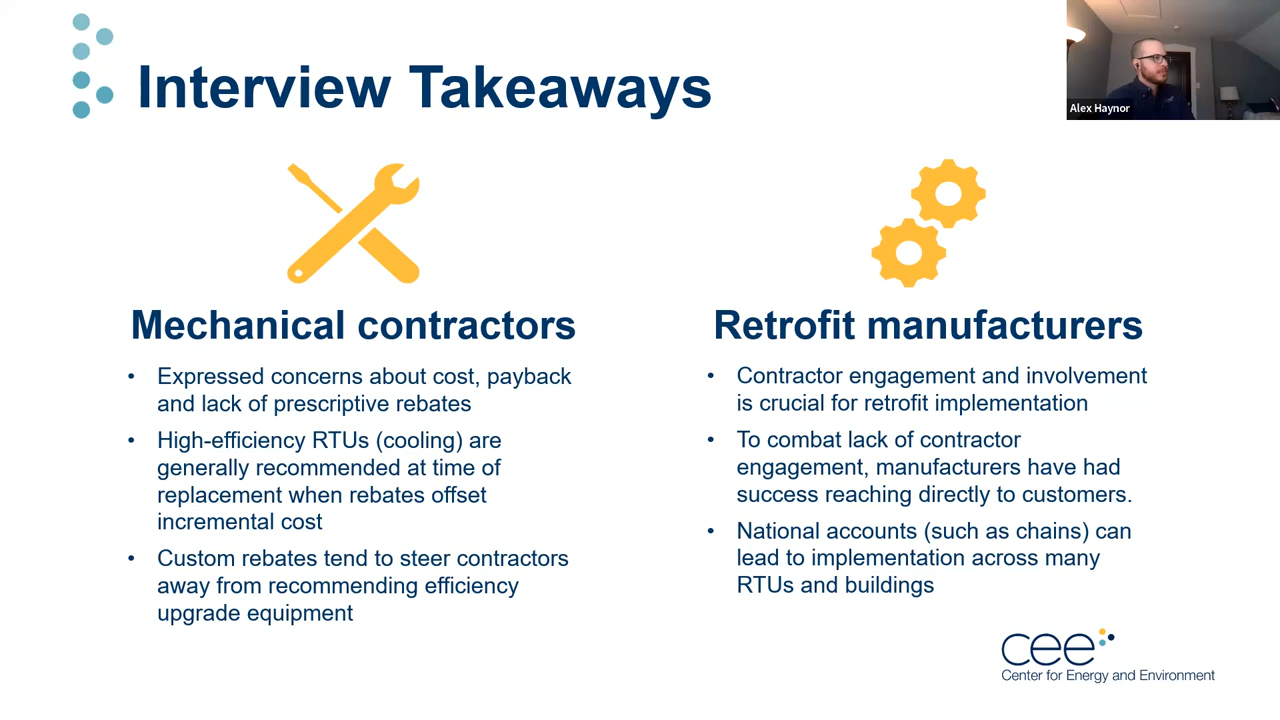 Interview Takeaways
Alex Haynor
Mechanical contractors
• Expressed concerns about cost, payback
and lack of prescriptive rebates
• High-efficiency RTUs (cooling) are
generally recommended at time of
replacement when rebates offset
incremental cost
• Custom rebates tend to steer contractors
away from recommending efficiency
upgrade equipment
Retrofit manufacturers
• Contractor engagement and involvement
is crucial for retrofit implementation
• To combat lack of contractor
engagement, manufacturers have had
success reaching directly to customers.
• National accounts (such as chains) can
lead to implementation across many
RTUs and buildings
cee
Center for Energy and Environment